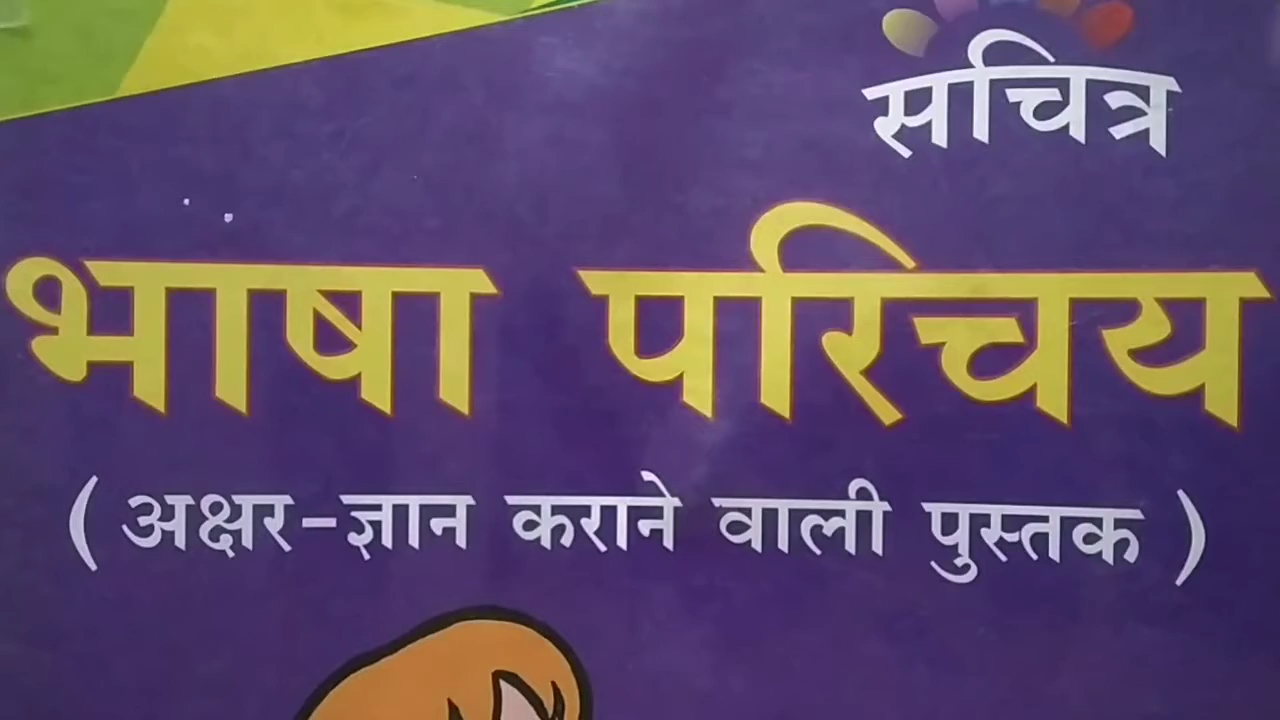 सचित्र
भाषा परिचय
( अक्षर-ज्ञान कराने वाली पुस्तक )